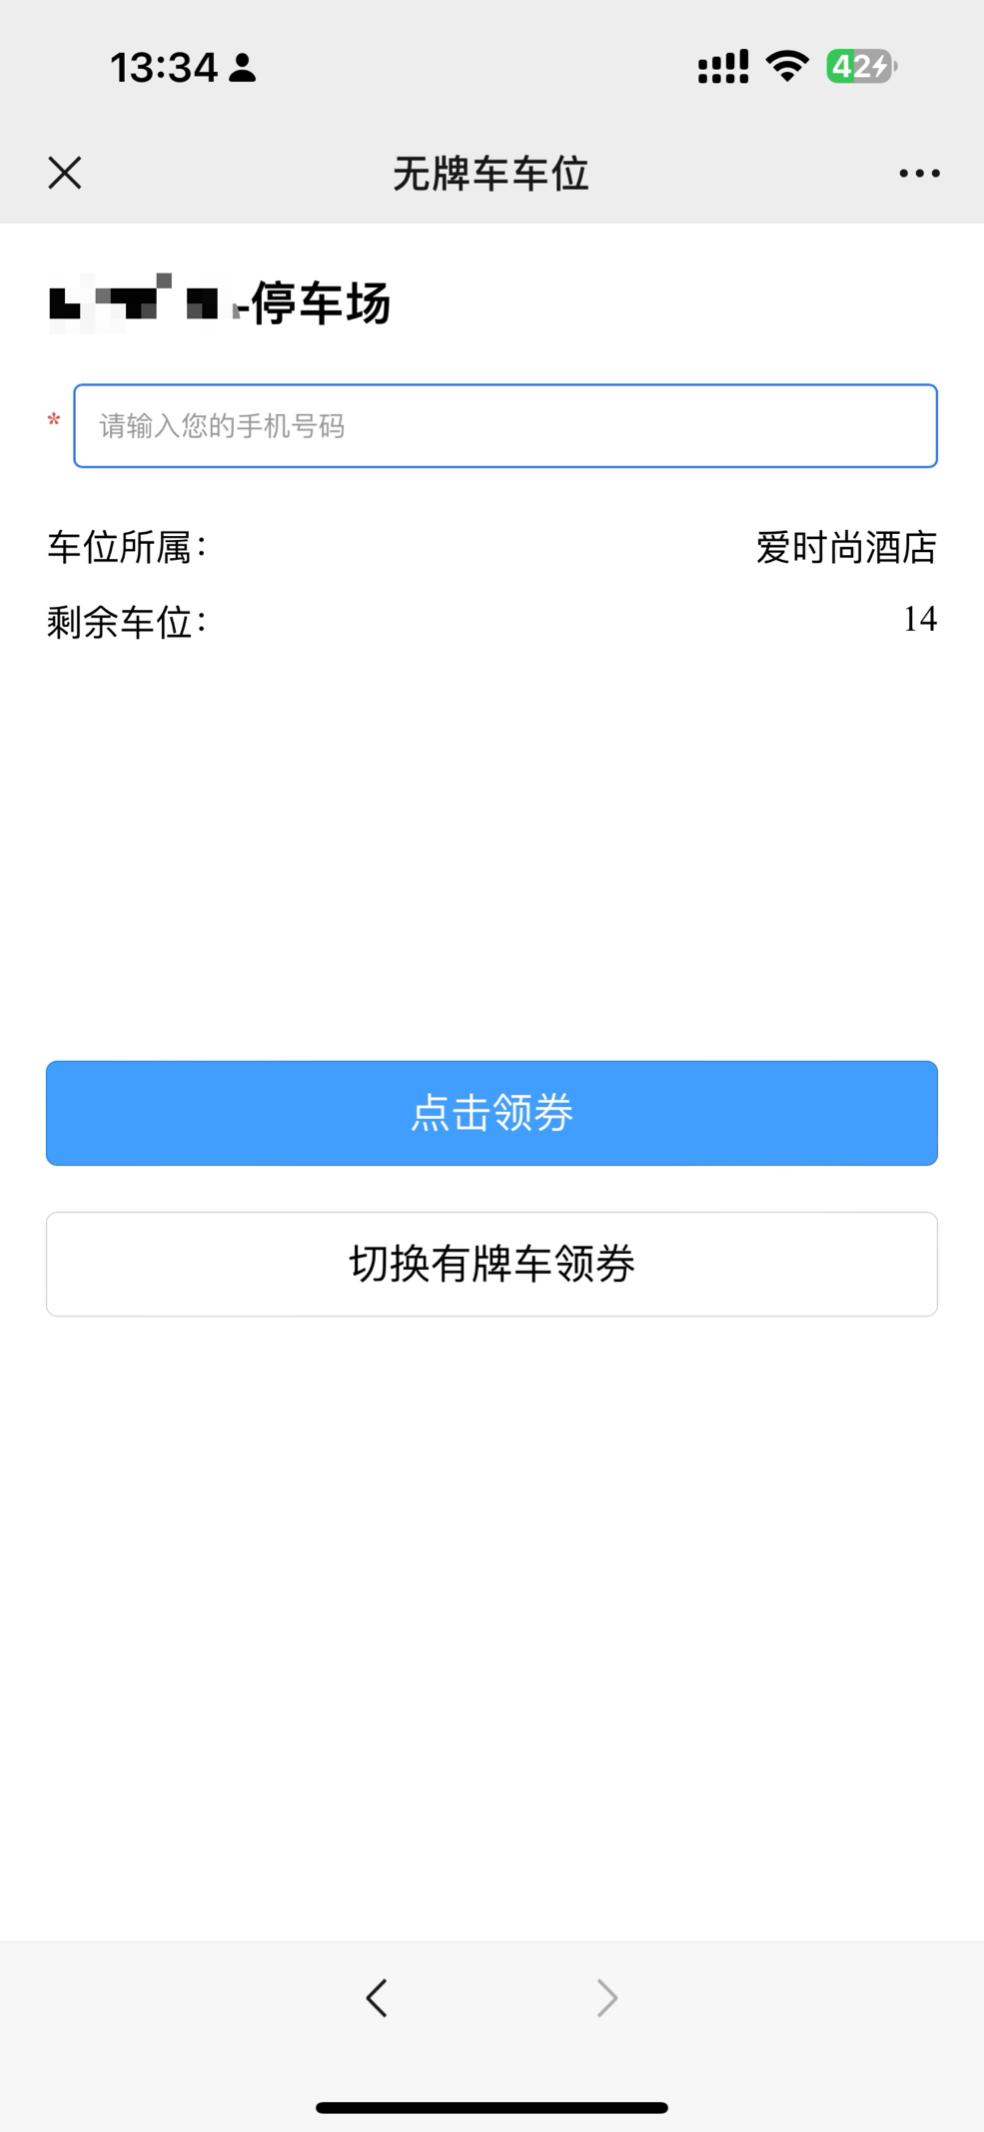 13:34
42
无牌车车位
-停车场
* 请输入您的手机号码
车位所属： 爱时尚酒店
剩余车位： 14
点击领券
切换有牌车领券